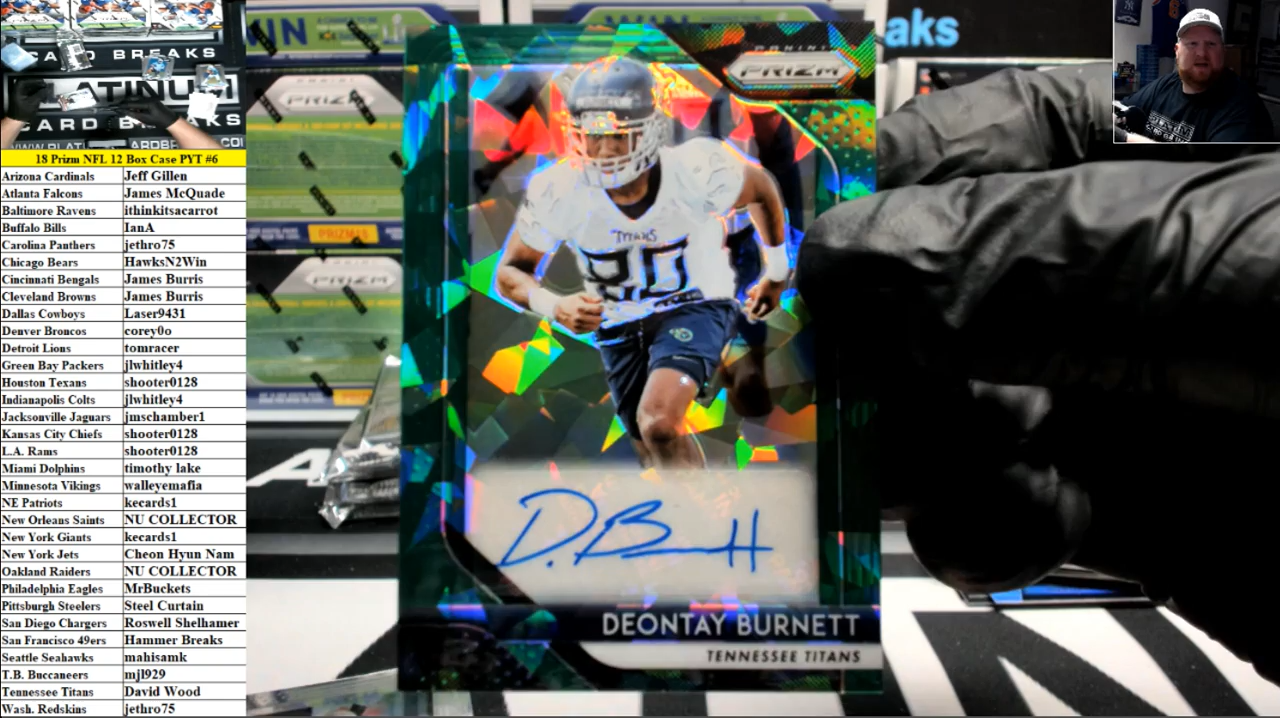 CARD BREAKS
PLATINUM
CARD BREAKS
18 Prizm NFL 12 Box Case PYT #6
Arizona Cardinals Jeff Gillen
Atlanta Falcons James McQuade
Baltimore Ravens ithinkitsacarrot
Buffalo Bills IanA
Carolina Panthers jethro75
Chicago Bears HawksN2Win
Cincinnati Bengals James Burris
Cleveland Browns James Burris
Dallas Cowboys Laser9431
Denver Broncos corey0o
Detroit Lions tomracer
Green Bay Packers jlwhitley4
Houston Texans shooter0128
Indianapolis Colts jlwhitley4
Jacksonville Jaguars jmschamber1
Kansas City Chiefs shooter0128
L.A. Rams shooter0128
Miami Dolphins timothy lake
Minnesota Vikings walleyemafia
NE Patriots kecards1
New Orleans Saints NU COLLECTOR
New York Giants kecards1
New York Jets Cheon Hyun Nam
Oakland Raiders NU COLLECTOR
Philadelphia Eagles MrBuckets
Pittsburgh Steelers Steel Curtain
San Diego Chargers Roswell Shelhamer
San Francisco 49ers Hammer Breaks
Seattle Seahawks mahisamk
T.B. Buccaneers mjl929
Tennessee Titans David Wood
Wash. Redskins jethro75
WIN
PANINI
PRIZM
PRIZM
PRIZM
aks
PANINI
PRIZM
TITANS
80
D. Burnett
DEONTAY BURNETT
TENNESSEE TITANS